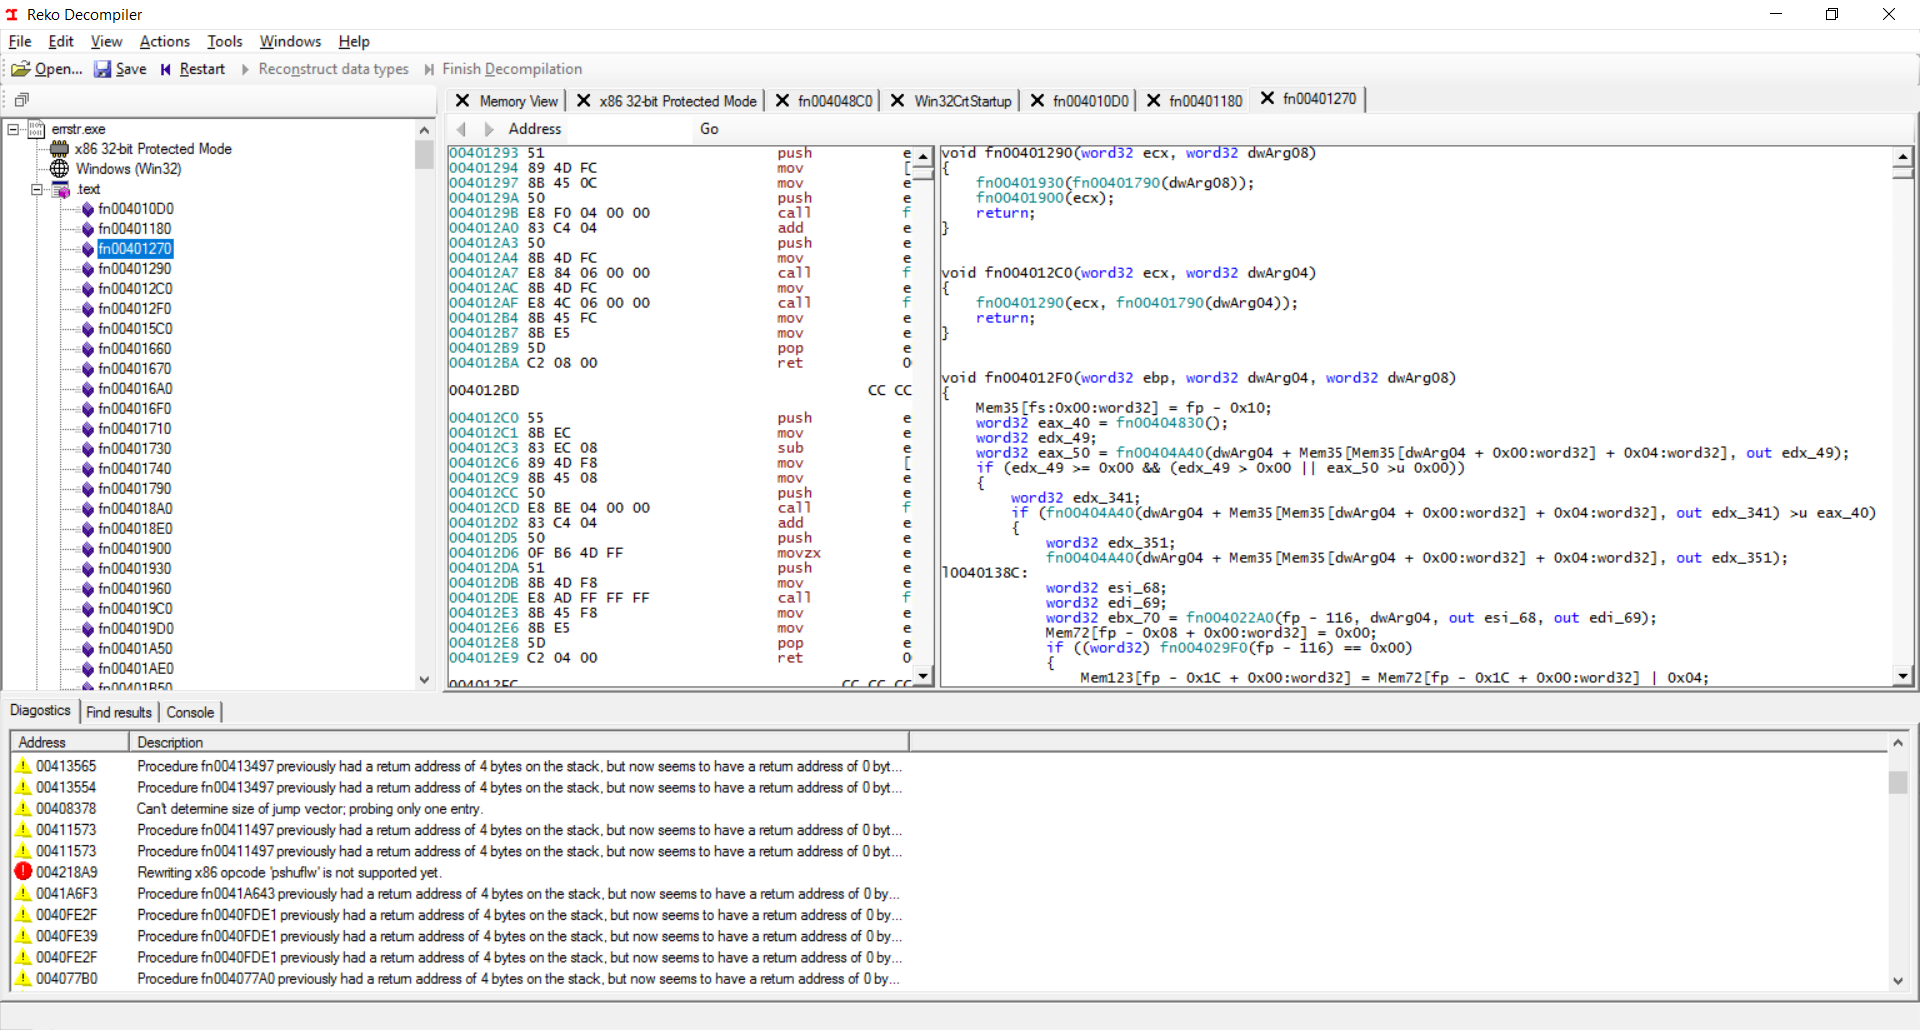 Reko Decompiler
File Edit View Actions Tools Windows Help
Open... Save Restart Reconstruct data types Finish Decompilation
Memory View x86 32-bit Protected Mode fn004048C0 Win32CrtStartup fn004010D0 fn00401180 fn00401270
Address Go
errstr.exe
x86 32-bit Protected Mode
Windows (Win32)
.text
fn004010D0
fn00401180
fn00401270
fn00401290
fn004012C0
fn004012F0
fn004015C0
fn00401660
fn00401670
fn004016A0
fn004016F0
fn00401710
fn00401730
fn00401740
fn00401790
fn004018A0
fn004018E0
fn00401900
fn00401930
fn00401960
fn004019C0
fn004019D0
fn00401A50
fn00401AE0
fn00401B50
00401293 51 push e
00401294 89 4D FC mov [
00401297 8B 45 0C mov e
0040129A 50 push e
0040129B E8 F0 04 00 00 call f
004012A0 83 C4 04 add e
004012A3 50 push e
004012A4 8B 4D FC mov e
004012A7 E8 84 06 00 00 call f
004012AC 8B 4D FC mov e
004012AF E8 4C 06 00 00 call f
004012B4 8B 45 FC mov e
004012B7 8B E5 mov e
004012B9 5D pop e
004012BA C2 08 00 ret 0
004012BD CC CC
004012C0 55 push e
004012C1 8B EC mov e
004012C3 83 EC 08 sub e
004012C6 89 4D F8 mov [
004012C9 8B 45 08 mov e
004012CC 50 push e
004012CD E8 BE 04 00 00 call f
004012D2 83 C4 04 add e
004012D5 50 push e
004012D6 0F B6 4D FF movzx e
004012DA 51 push e
004012DB 8B 4D F8 mov e
004012DE E8 AD FF FF FF call f
004012E3 8B 45 F8 mov e
004012E6 8B E5 mov e
004012E8 5D pop e
004012E9 C2 04 00 ret 0
004012EC CC CC CC
void fn00401290(word32 ecx, word32 dwArg08)
{
fn00401930(fn00401790(dwArg08));
fn00401900(ecx);
return;
}
void fn004012C0(word32 ecx, word32 dwArg04)
{
fn00401290(ecx, fn00401790(dwArg04));
return;
}
void fn004012F0(word32 ebp, word32 dwArg04, word32 dwArg08)
{
Mem35[fs:0x00:word32] = fp - 0x10;
word32 eax_40 = fn00404830();
word32 edx_49;
word32 eax_50 = fn00404A40(dwArg04 + Mem35[Mem35[dwArg04 + 0x00:word32] + 0x04:word32], out edx_49);
if (edx_49 >= 0x00 && (edx_49 > 0x00 || eax_50 >u 0x00))
{
word32 edx_341;
if (fn00404A40(dwArg04 + Mem35[Mem35[dwArg04 + 0x00:word32] + 0x04:word32], out edx_341) >u eax_40)
{
word32 edx_351;
fn00404A40(dwArg04 + Mem35[Mem35[dwArg04 + 0x00:word32] + 0x04:word32], out edx_351);
l0040138C:
word32 esi_68;
word32 edi_69;
word32 ebx_70 = fn004022A0(fp - 116, dwArg04, out esi_68, out edi_69);
Mem72[fp - 0x08 + 0x00:word32] = 0x00;
if ((word32) fn004029F0(fp - 116) == 0x00)
{
Mem123[fp - 0x1C + 0x00:word32] = Mem72[fp - 0x1C + 0x00:word32] | 0x04;
Diagostics Find results Console
Address Description
00413565 Procedure fn00413497 previously had a return address of 4 bytes on the stack, but now seems to have a return address of 0 byt...
00413554 Procedure fn00413497 previously had a return address of 4 bytes on the stack, but now seems to have a return address of 0 byt...
00408378 Can't determine size of jump vector; probing only one entry.
00411573 Procedure fn00411497 previously had a return address of 4 bytes on the stack, but now seems to have a return address of 0 byt...
00411573 Procedure fn00411497 previously had a return address of 4 bytes on the stack, but now seems to have a return address of 0 byt...
004218A9 Rewriting x86 opcode 'pshuflw' is not supported yet.
0041A6F3 Procedure fn0041A643 previously had a return address of 4 bytes on the stack, but now seems to have a return address of 0 by...
0040FE2F Procedure fn0040FDE1 previously had a return address of 4 bytes on the stack, but now seems to have a return address of 0 by...
0040FE39 Procedure fn0040FDE1 previously had a return address of 4 bytes on the stack, but now seems to have a return address of 0 by...
0040FE2F Procedure fn0040FDE1 previously had a return address of 4 bytes on the stack, but now seems to have a return address of 0 by...
004077B0 Procedure fn004077A0 previously had a return address of 4 bytes on the stack, but now seems to have a return address of 0 by...